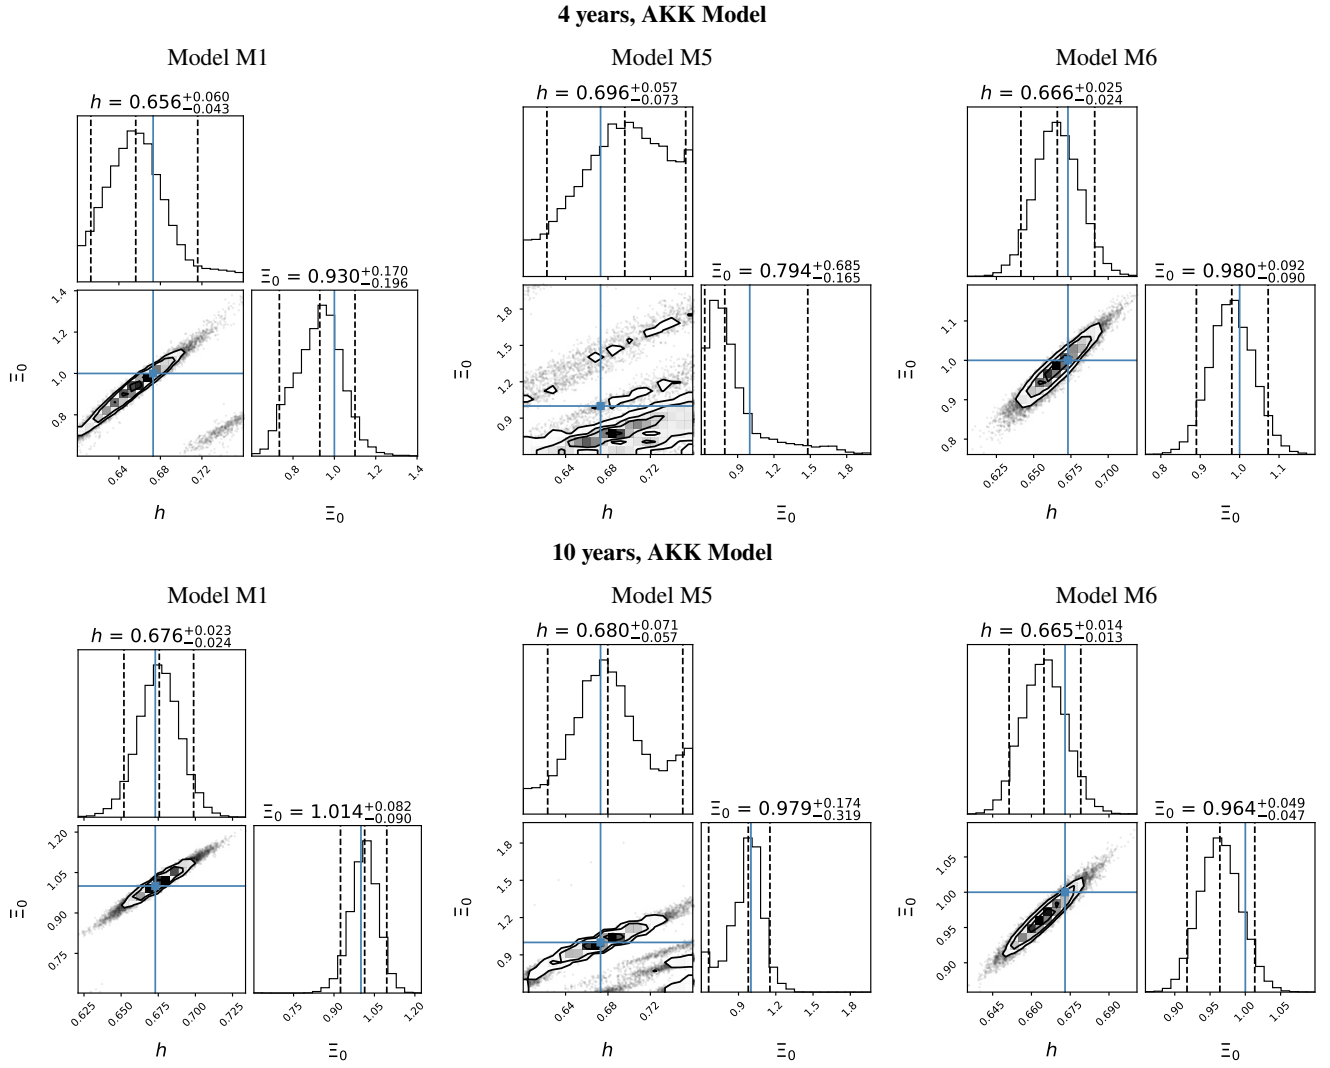 4 years, AKK Model
Model M1 Model M5 Model M6
h = 0.656+0.060 −0.043
h = 0.696+0.057 −0.073
h = 0.666+0.025 −0.024
Ξ0 = 0.930+0.170 −0.196
Ξ0 = 0.794+0.685 −0.165
Ξ0 = 0.980+0.092 −0.090
Ξ0
1.4
1.2
1.0
0.8
0.64 0.68 0.72
h
0.8 1.0 1.2 1.4
Ξ0
Ξ0
1.8
1.5
1.2
0.9
0.64 0.68 0.72
h
0.9 1.2 1.5 1.8
Ξ0
Ξ0
1.1
1.0
0.9
0.8
0.625 0.650 0.675 0.700
h
0.8 0.9 1.0 1.1
Ξ0
10 years, AKK Model
Model M1 Model M5 Model M6
h = 0.676+0.023 −0.024
h = 0.680+0.071 −0.057
h = 0.665+0.014 −0.013
Ξ0 = 1.014+0.082 −0.090
Ξ0 = 0.979+0.174 −0.319
Ξ0 = 0.964+0.049 −0.047
Ξ0
1.20
1.05
0.90
0.75
0.625 0.650 0.675 0.700 0.725
h
0.75 0.90 1.05 1.20
Ξ0
Ξ0
1.8
1.5
1.2
0.9
0.64 0.68 0.72
h
0.9 1.2 1.5 1.8
Ξ0
Ξ0
1.05
1.00
0.95
0.90
0.645 0.660 0.675 0.690
h
0.90 0.95 1.00 1.05
Ξ0